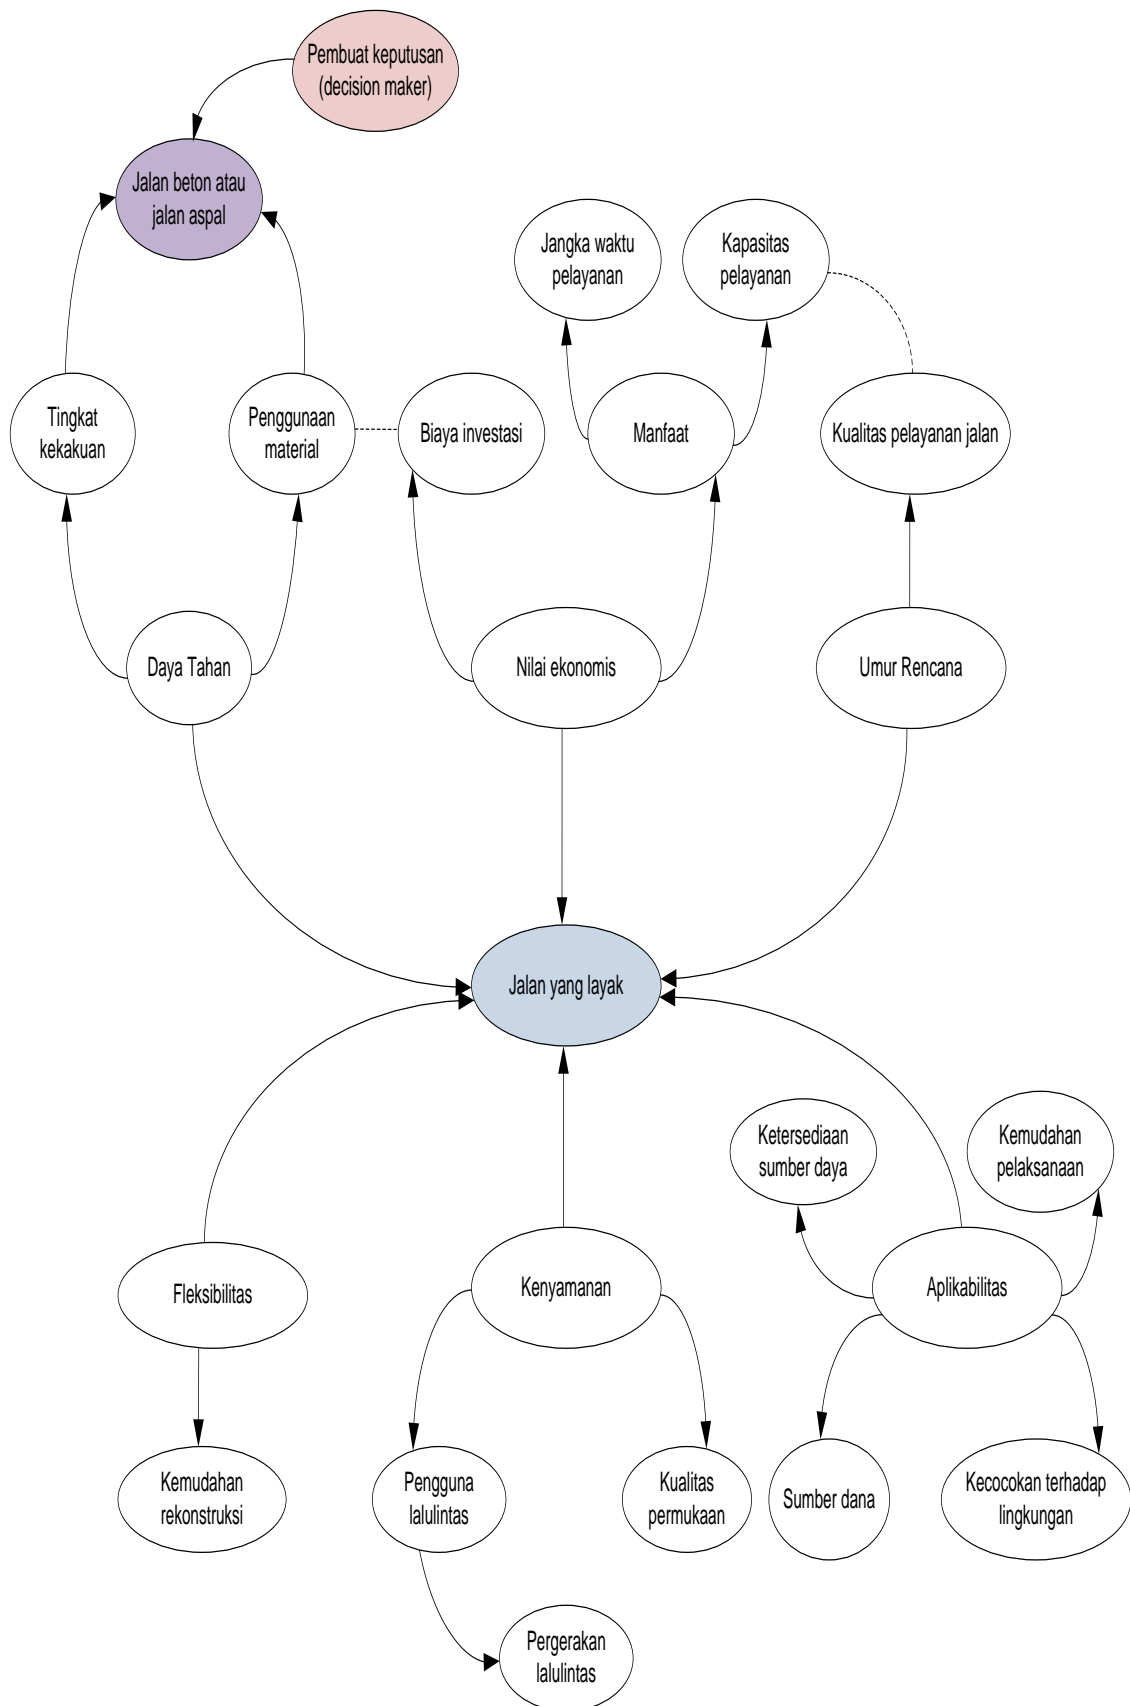 Pembuat keputusan
(decision maker)
Jalan beton atau
jalan aspal
Jangka waktu
pelayanan
Kapasitas
pelayanan
Tingkat
kekakuan
Penggunaan
material
Biaya investasi
Manfaat
Kualitas pelayanan jalan
Daya Tahan
Nilai ekonomis
Umur Rencana
Jalan yang layak
Ketersediaan
sumber daya
Kemudahan
pelaksanaan
Fleksibilitas
Kenyamanan
Aplikabilitas
Kemudahan
rekonstruksi
Pengguna
lalulintas
Kualitas
permukaan
Sumber dana
Kecocokan terhadap
lingkungan
Pergerakan
lalulintas